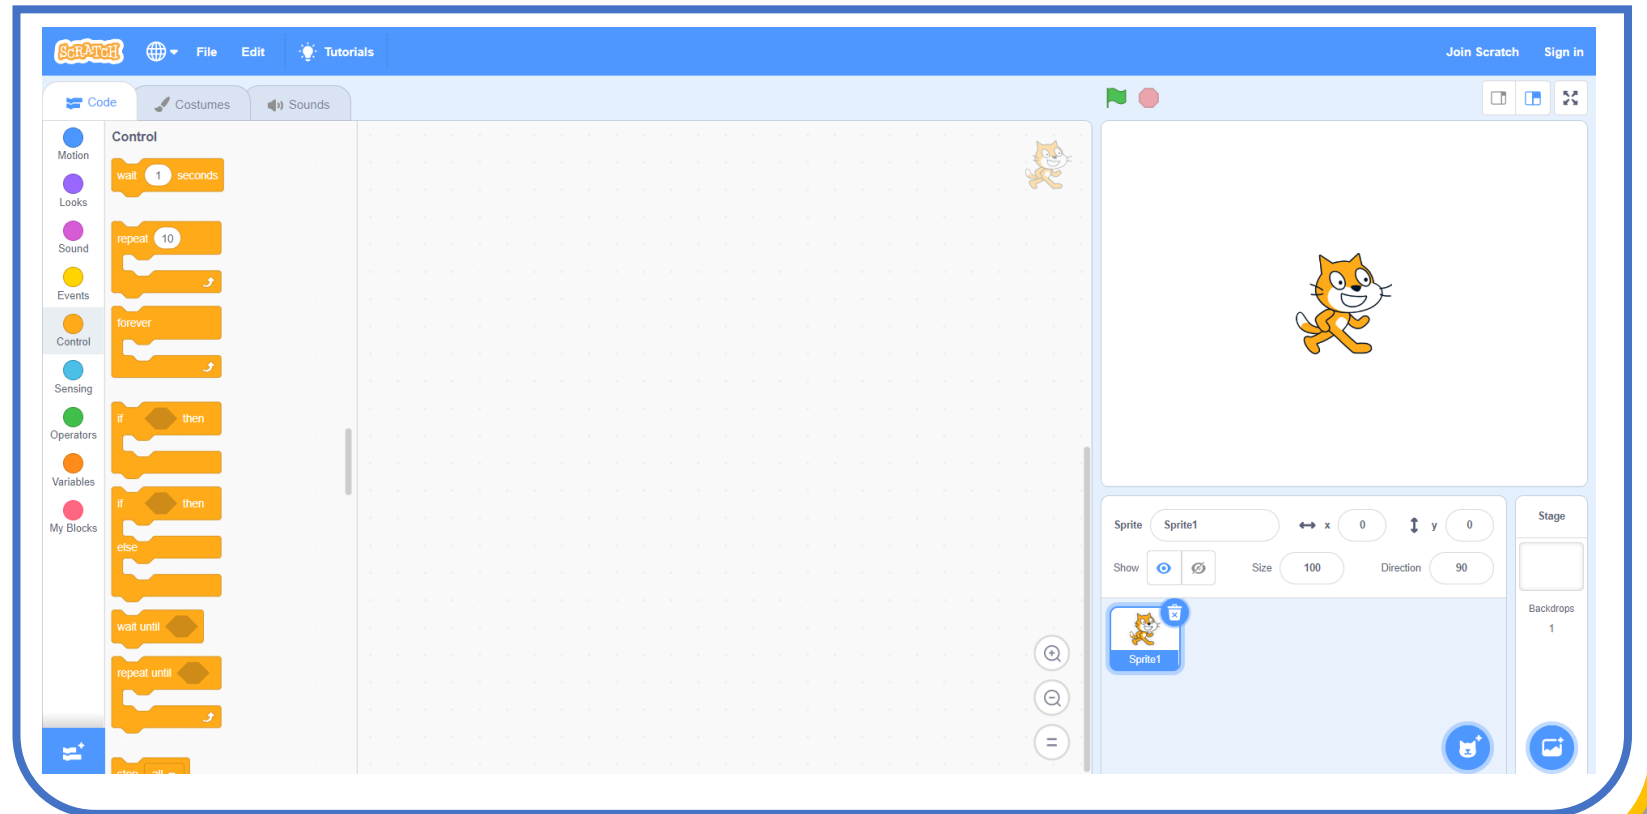 SCRATCH File Edit Tutorials Join Scratch Sign in
Code Costumes Sounds
Motion
Looks
Sound
Events
Control
Sensing
Operators
Variables
My Blocks
Control
wait 1 seconds
repeat 10
forever
if then
if then
else
wait until
repeat until
stop all
Sprite Sprite1 x 0 y 0
Show Size 100 Direction 90
Sprite1
Stage
Backdrops
1